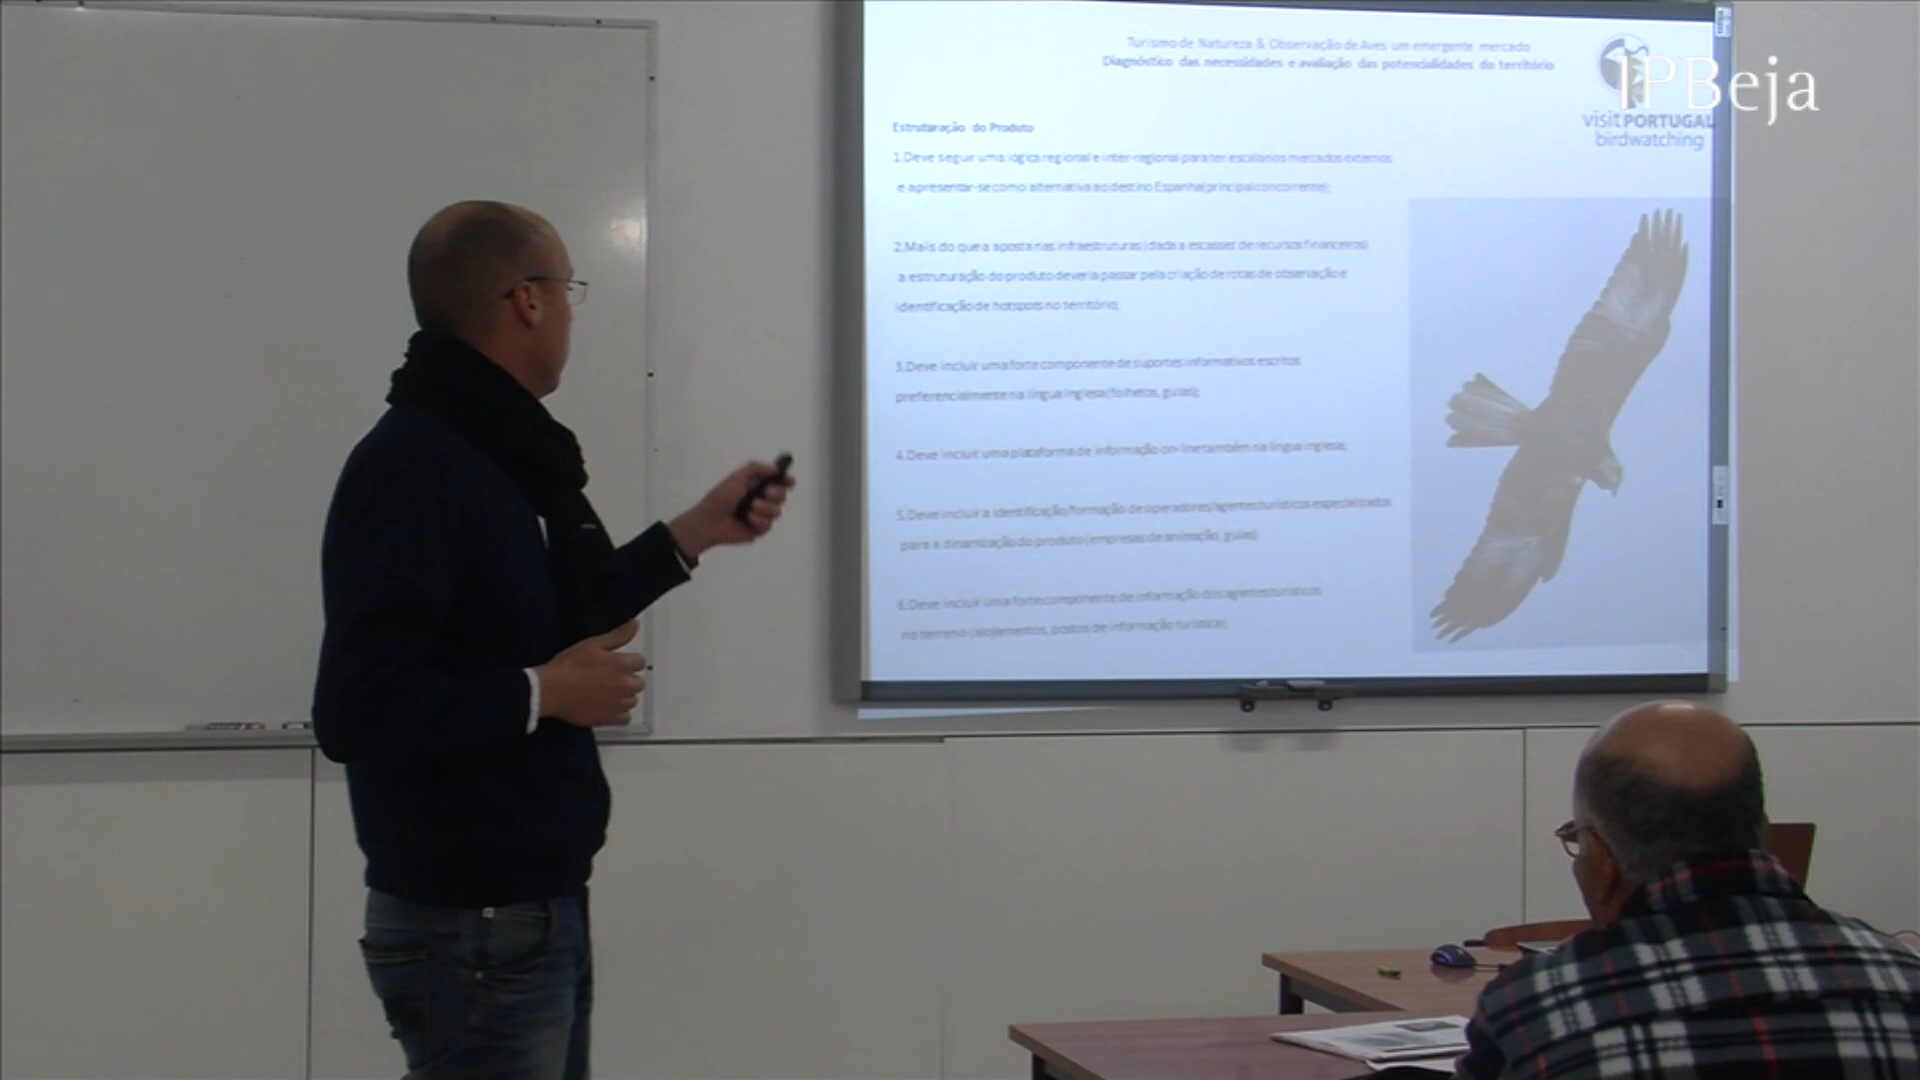 Turismo de Natureza & Observação de Aves um emergente mercado
Diagnóstico das necessidades e avaliação das potencialidades do território
IPBeja
visitPORTUGAL
birdwatching
Estruturação do Produto
1.Deve seguir uma lógica regional e inter-regional para ter escala nos mercados externos
e apresentar-se como alternativa ao destino Espanha(principal concorrente);
2.Mais do que a aposta nas infraestruturas (dada a escassez de recursos financeiros)
a estruturação do produto deveria passar pela criação de rotas de observação e
identificação de hotspots no território;
3.Deve incluir uma forte componente de suportes informativos escritos
preferencialmente na língua inglesa (folhetos, guias);
4.Deve incluir uma plataforma de informação on-line também na língua inglesa;
5.Deve incluir a identificação/formação de operadores/agentes turísticos especializados
para a dinamização do produto (empresas de animação, guias)
6.Deve incluir uma forte componente de informação dos agentes turísticos
no terreno (alojamentos, postos de informação turística);